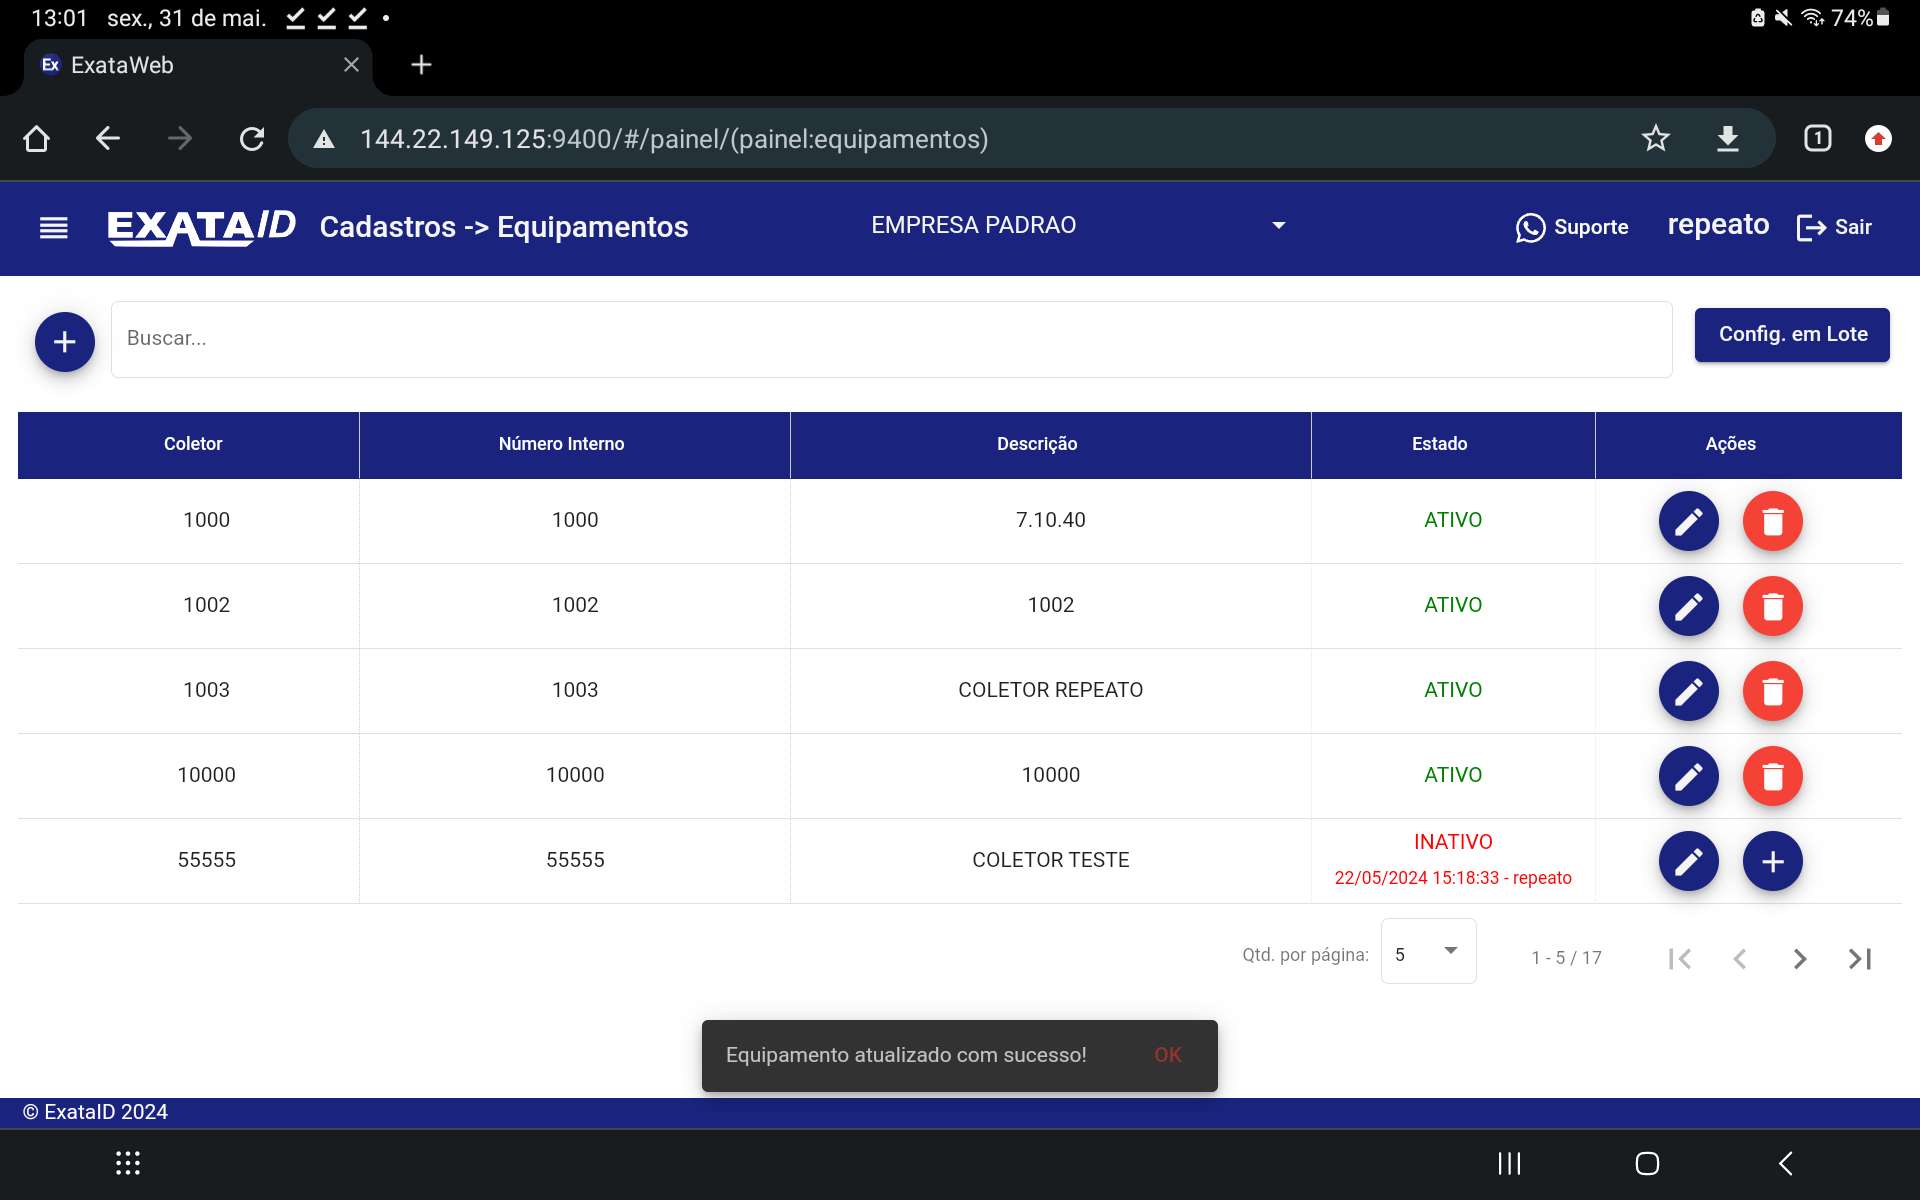 13:01 sex., 31 de mai. 74%
Ex ExataWeb
144.22.149.125:9400/#/painel/(painel:equipamentos) 1
EXATAID Cadastros -> Equipamentos EMPRESA PADRAO Suporte repeato Sair
Buscar... Config. em Lote
Coletor Número Interno Descrição Estado Ações
1000 1000 7.10.40 ATIVO
1002 1002 1002 ATIVO
1003 1003 COLETOR REPEATO ATIVO
10000 10000 10000 ATIVO
55555 55555 COLETOR TESTE INATIVO
22/05/2024 15:18:33 - repeato
Qtd. por página: 5 1 - 5 / 17
Equipamento atualizado com sucesso! OK
© ExataID 2024